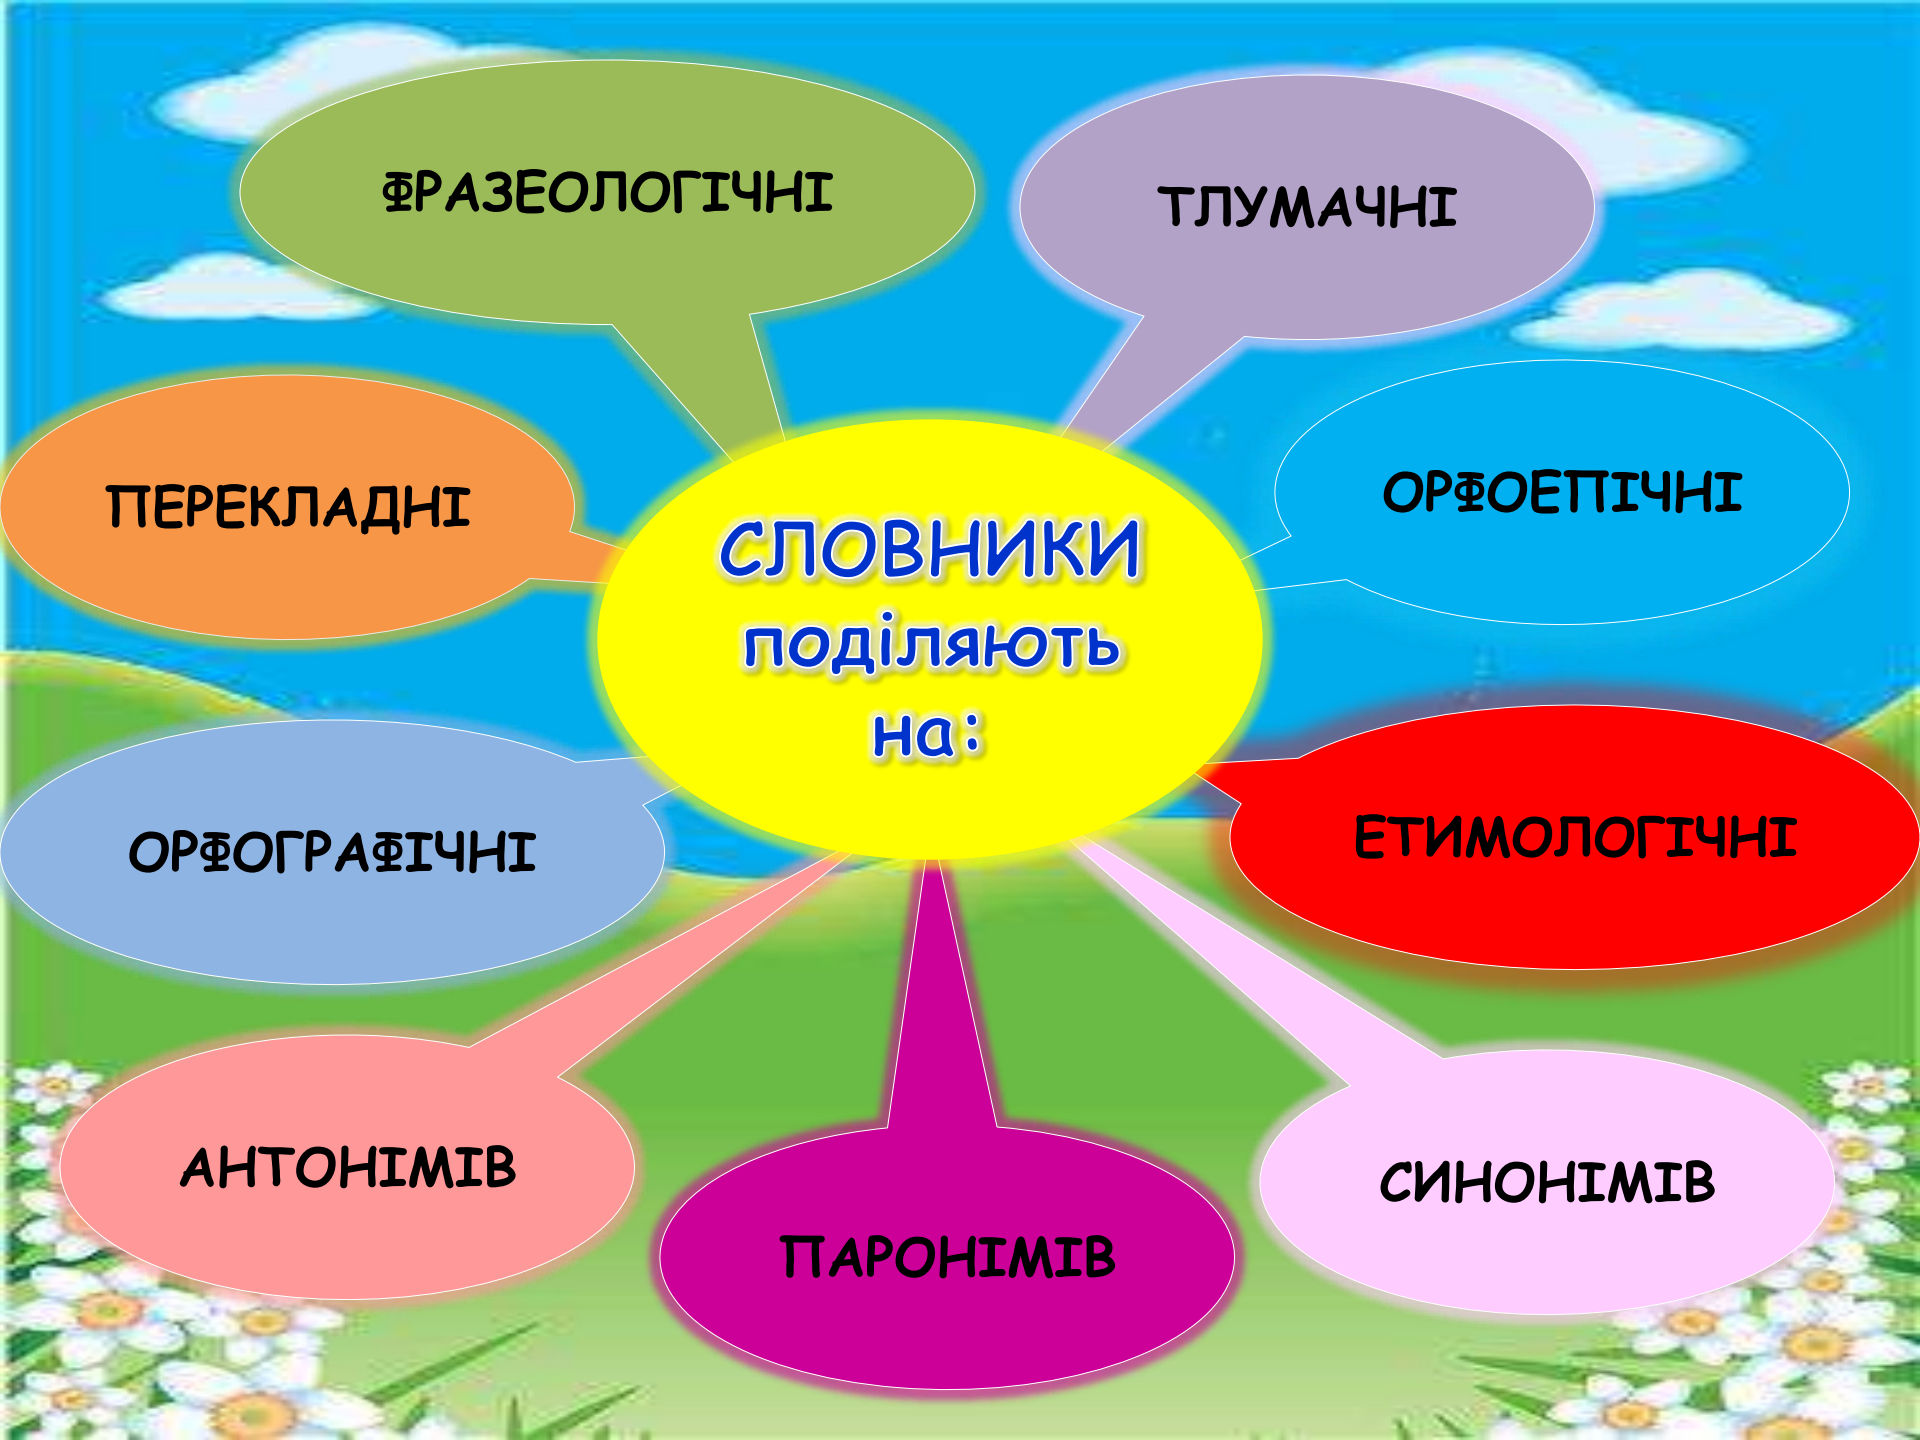 ФРАЗЕОЛОГІЧНІ
ТЛУМАЧНІ
ПЕРЕКЛАДНІ
ОРФОЕПІЧНІ
СЛОВНИКИ
поділяють
на:
ОРФОГРАФІЧНІ
ЕТИМОЛОГІЧНІ
АНТОНІМІВ
ПАРОНІМІВ
СИНОНІМІВ